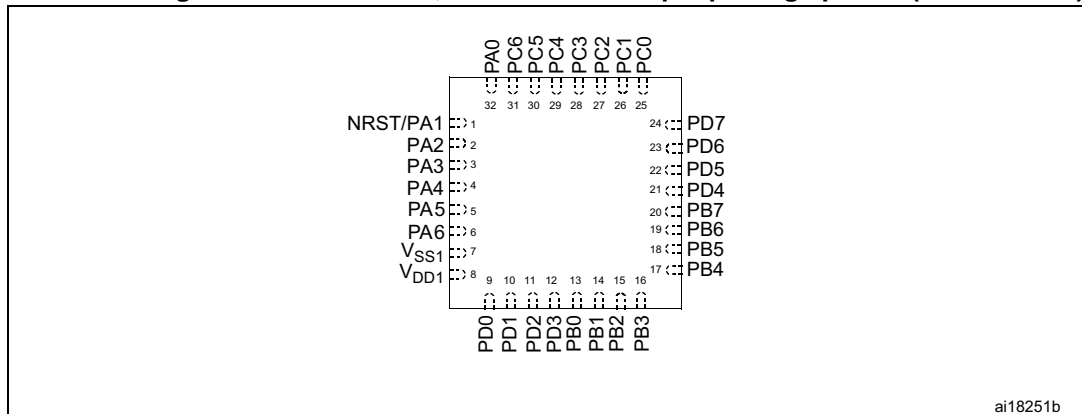 PA0
PC6
PC5
PC4
PC3
PC2
PC1
PC0
32 31 30 29 28 27 26 25
NRST/PA1 1
PA2 2
PA3 3
PA4 4
PA5 5
PA6 6
VSS1 7
VDD1 8
24 PD7
23 PD6
22 PD5
21 PD4
20 PB7
19 PB6
18 PB5
17 PB4
9 10 11 12 13 14 15 16
PD0
PD1
PD2
PD3
PB0
PB1
PB2
PB3
ai18251b